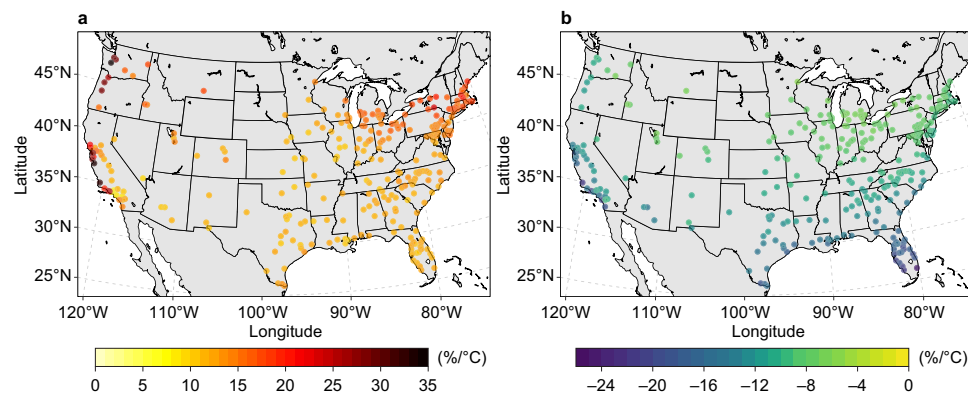 a
b
45°N
40°N
35°N
30°N
25°N
Latitude
120°W 110°W 100°W 90°W 80°W
Longitude
45°N
40°N
35°N
30°N
25°N
Latitude
120°W 110°W 100°W 90°W 80°W
Longitude
0 5 10 15 20 25 30 35 (%/°C)
–24 –20 –16 –12 –8 –4 0 (%/°C)